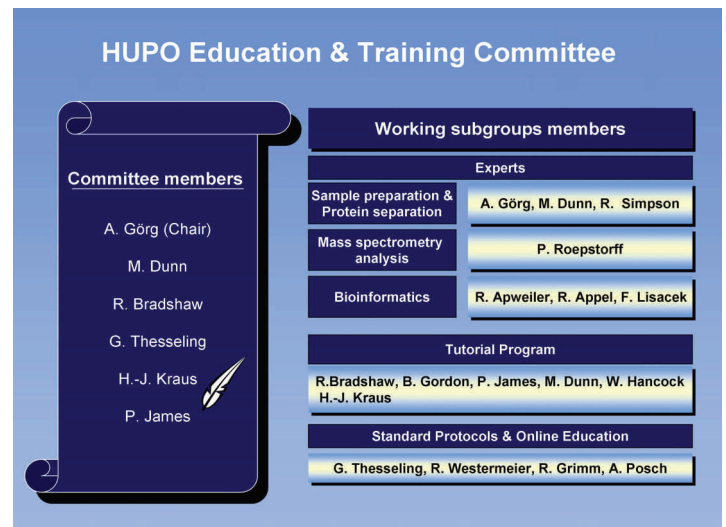 HUPO Education & Training Committee
Committee members
A. Görg (Chair)
M. Dunn
R. Bradshaw
G. Thesseling
H.-J. Kraus
P. James
Working subgroups members
Experts
Sample preparation &
Protein separation
A. Görg, M. Dunn, R.  Simpson
Mass spectrometry
analysis
P. Roepstorff
Bioinformatics
R. Apweiler, R. Appel, F. Lisacek
Tutorial Program
R.Bradshaw, B. Gordon, P. James, M. Dunn, W. Hancock
H.-J. Kraus
Standard Protocols & Online Education
G. Thesseling, R. Westermeier, R. Grimm, A. Posch